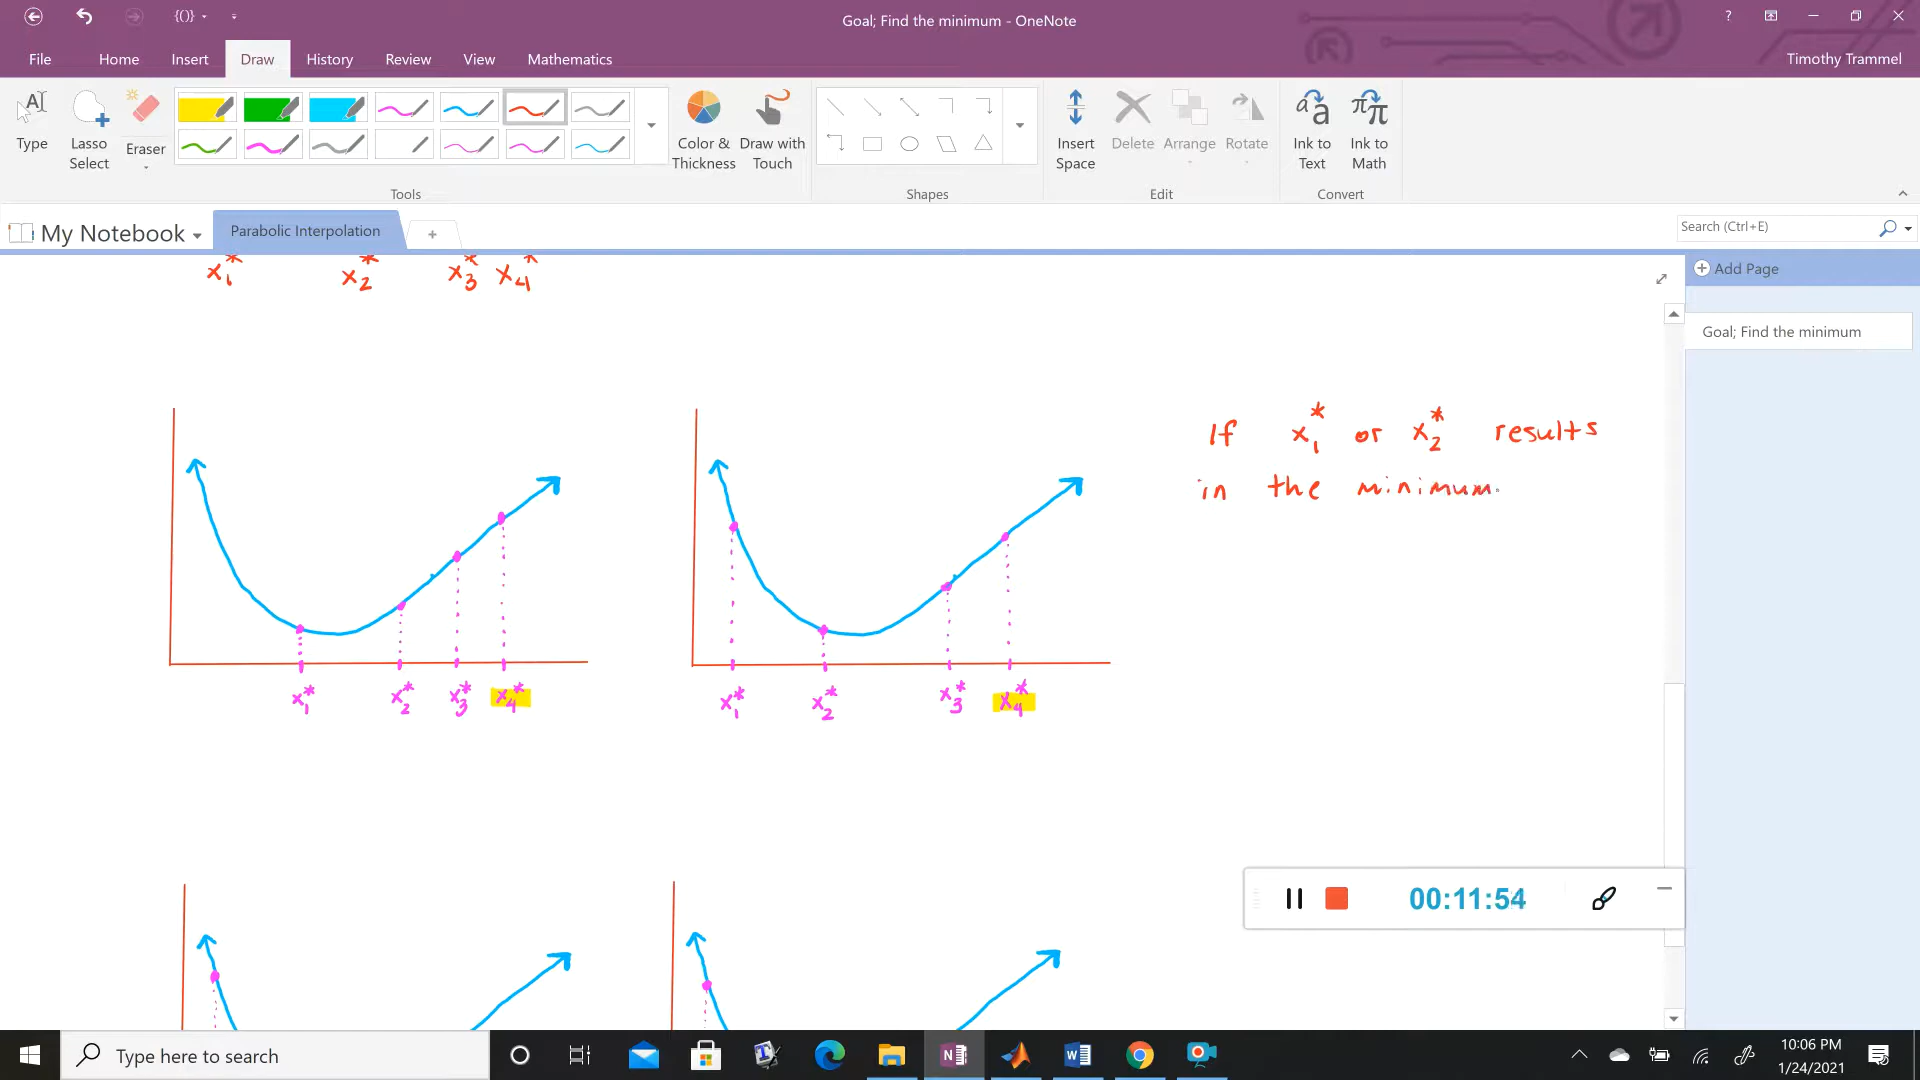 Goal; Find the minimum - OneNote
?
Timothy Trammel
File Home Insert Draw History Review View Mathematics
Type
Lasso Select
Eraser
Color & Thickness
Draw with Touch
Insert Space
Delete
Arrange
Rotate
Ink to Text
Ink to Math
Tools
Shapes
Edit
Convert
My Notebook
Parabolic Interpolation
+
Search (Ctrl+E)
Add Page
Goal; Find the minimum
x₁* x₂* x₃* x₄*
If x₁* or x₂* results
in the minimum
x₁* x₂* x₃* x₄*
x₁* x₂* x₃* x₄*
00:11:54
Type here to search
10:06 PM
1/24/2021